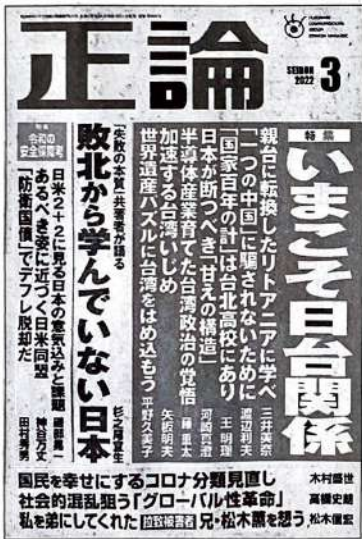 正論
SEIRON
2022
3
特集
いまこそ日台関係
親台に転換したリトアニアに学べ 三井美奈
「一つの中国」に騙されないために 渡辺利夫
「国家百年の計」は台北高校にあり 王明理
日本が断つべき「甘えの構造」 河崎眞澄
半導体産業育てた台湾政治の覚悟 藤重太
加速する台湾いじめ 矢板明夫
世界遺産パズルに台湾をはめ込もう 平野久美子
「失敗の本質」共著者が語る
敗北から学んでいない日本 杉之尾宜生
特集
令和の
安全保障考
日米2+2に見る日本の意気込みと課題
あるべき姿に近づく日米同盟 神谷万丈
「防衛国債」でデフレ脱却だ 田村秀男
国民を幸せにするコロナ分類見直し 木村盛世
社会的混乱狙う「グローバル性革命」 高橋史朗
私を弟にしてくれた 拉致被害者 兄・松木薫を想う 松木信宏